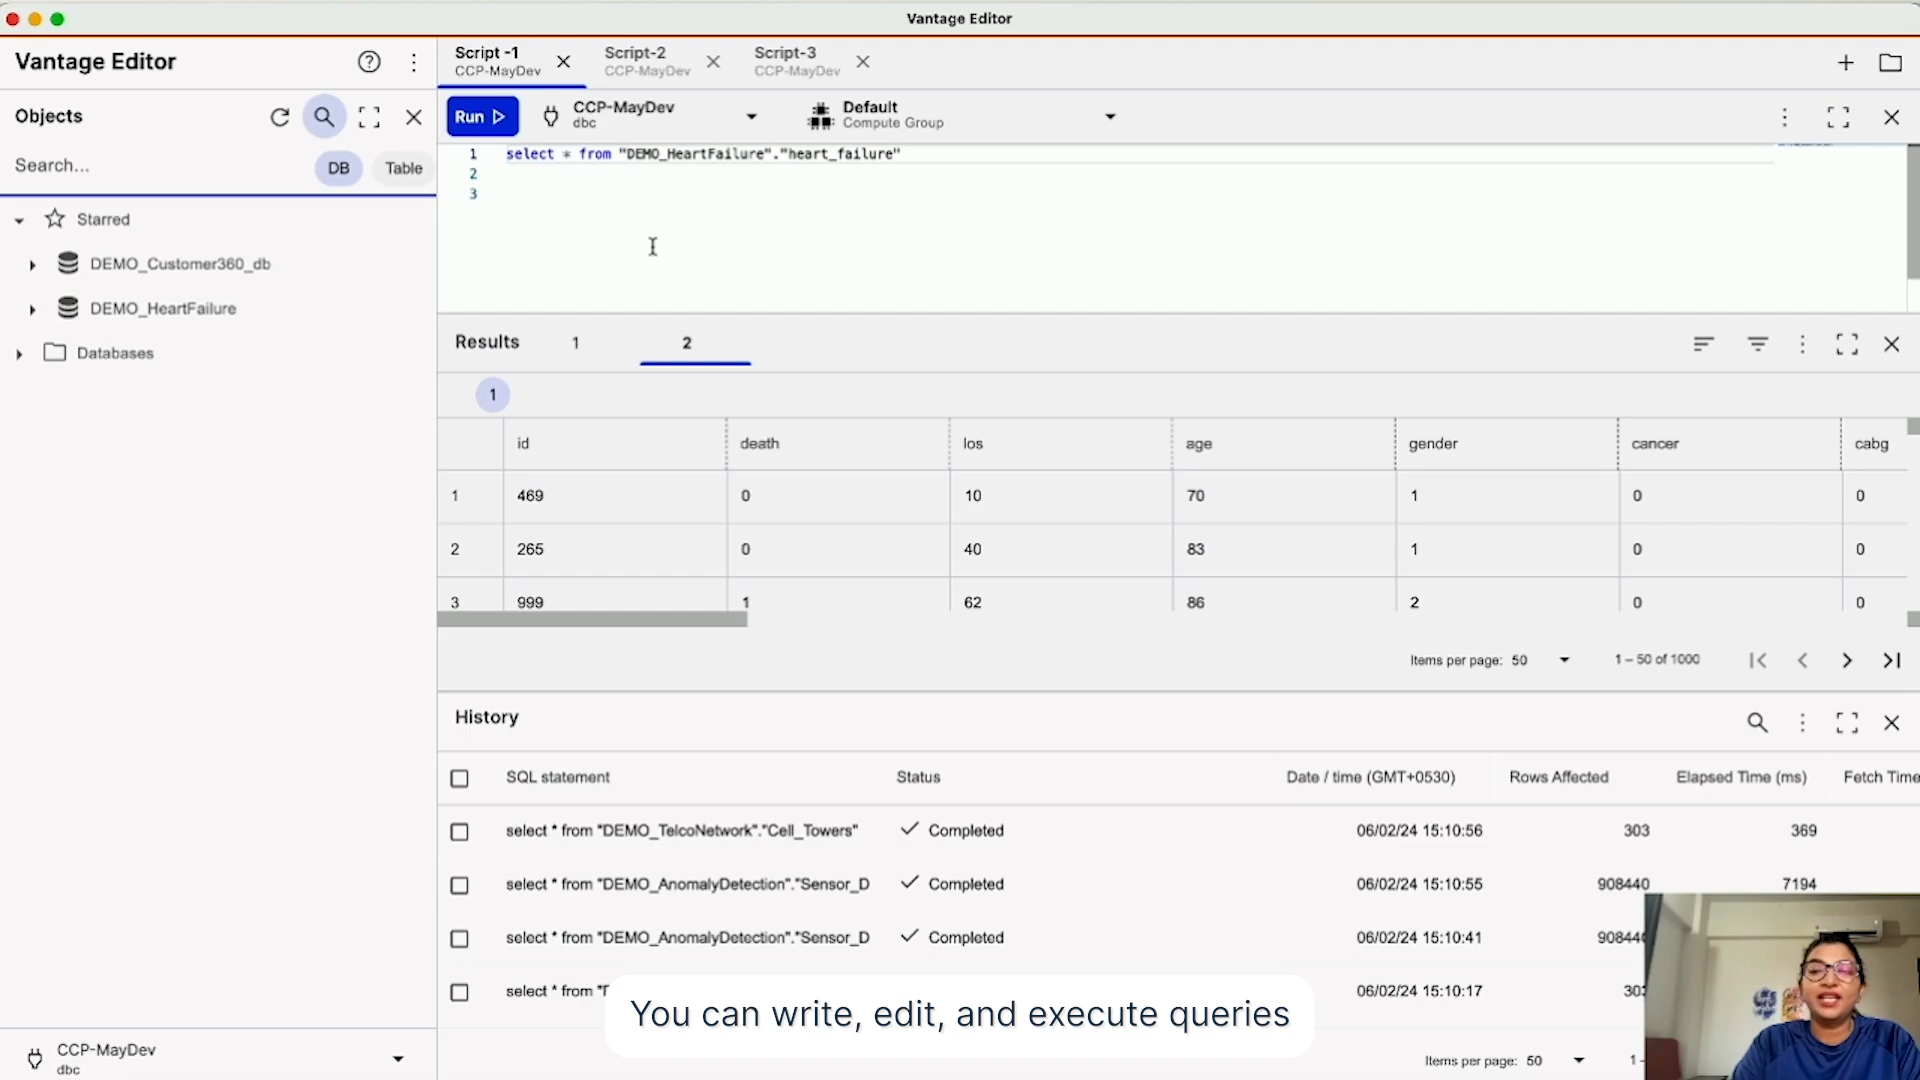 Vantage Editor
Vantage Editor
Script -1
CCP-MayDev
Script-2
CCP-MayDev
Script-3
CCP-MayDev
Objects
Search...
DB
Table
Starred
DEMO_Customer360_db
DEMO_HeartFailure
Databases
CCP-MayDev
dbc
Run
CCP-MayDev
dbc
Default
Compute Group
1 select * from "DEMO_HeartFailure"."heart_failure"
2
3
Results 1 2
1
id death los age gender cancer cabg
1 469 0 10 70 1 0 0
2 265 0 40 83 1 0 0
3 999 1 62 86 2 0 0
Items per page: 50 1 – 50 of 1000
History
SQL statement Status Date / time (GMT+0530) Rows Affected Elapsed Time (ms) Fetch Time
select * from "DEMO_TelcoNetwork"."Cell_Towers" Completed 06/02/24 15:10:56 303 369
select * from "DEMO_AnomalyDetection"."Sensor_D Completed 06/02/24 15:10:55 908440 7194
select * from "DEMO_AnomalyDetection"."Sensor_D Completed 06/02/24 15:10:41 90844
select * from 06/02/24 15:10:17 303
You can write, edit, and execute queries
Items per page: 50 1